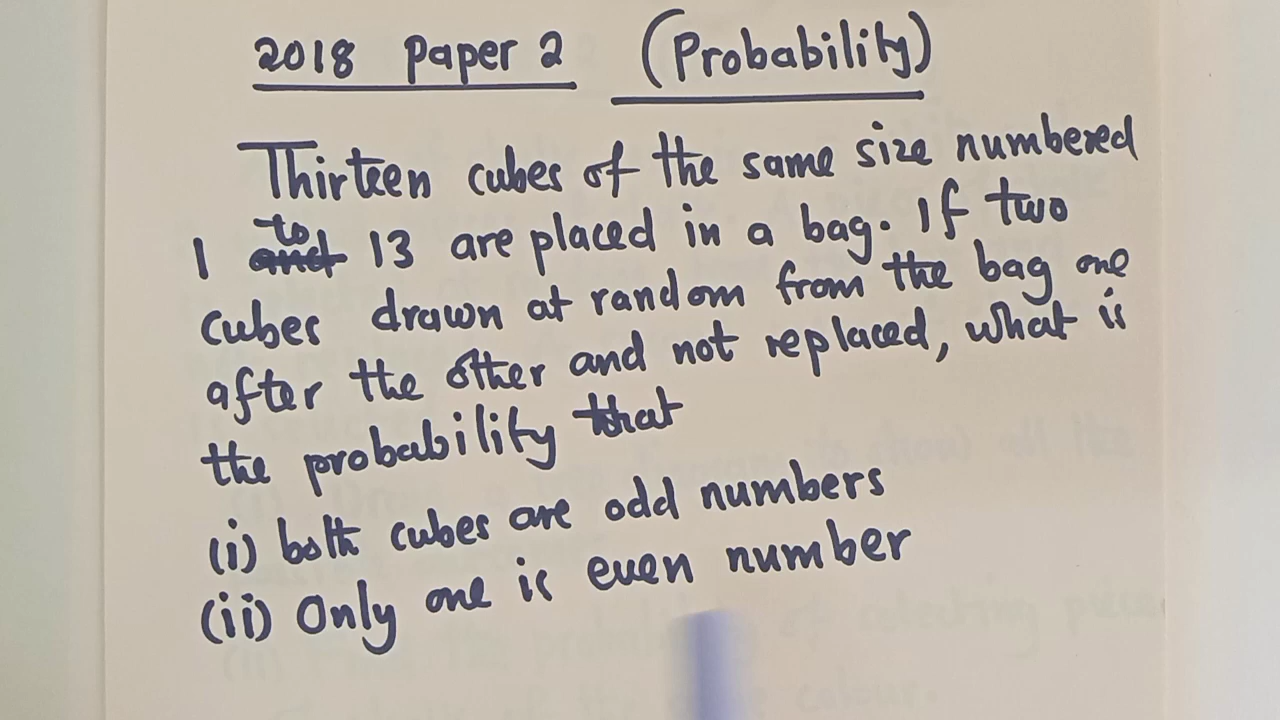 2018 Paper 2 (Probability)
Thirteen cubes of the same size numbered
1 to 13 are placed in a bag. If two
cubes drawn at random from the bag one
after the other and not replaced, what is
the probability that
(i) both cubes are odd numbers
(ii) Only one is even number